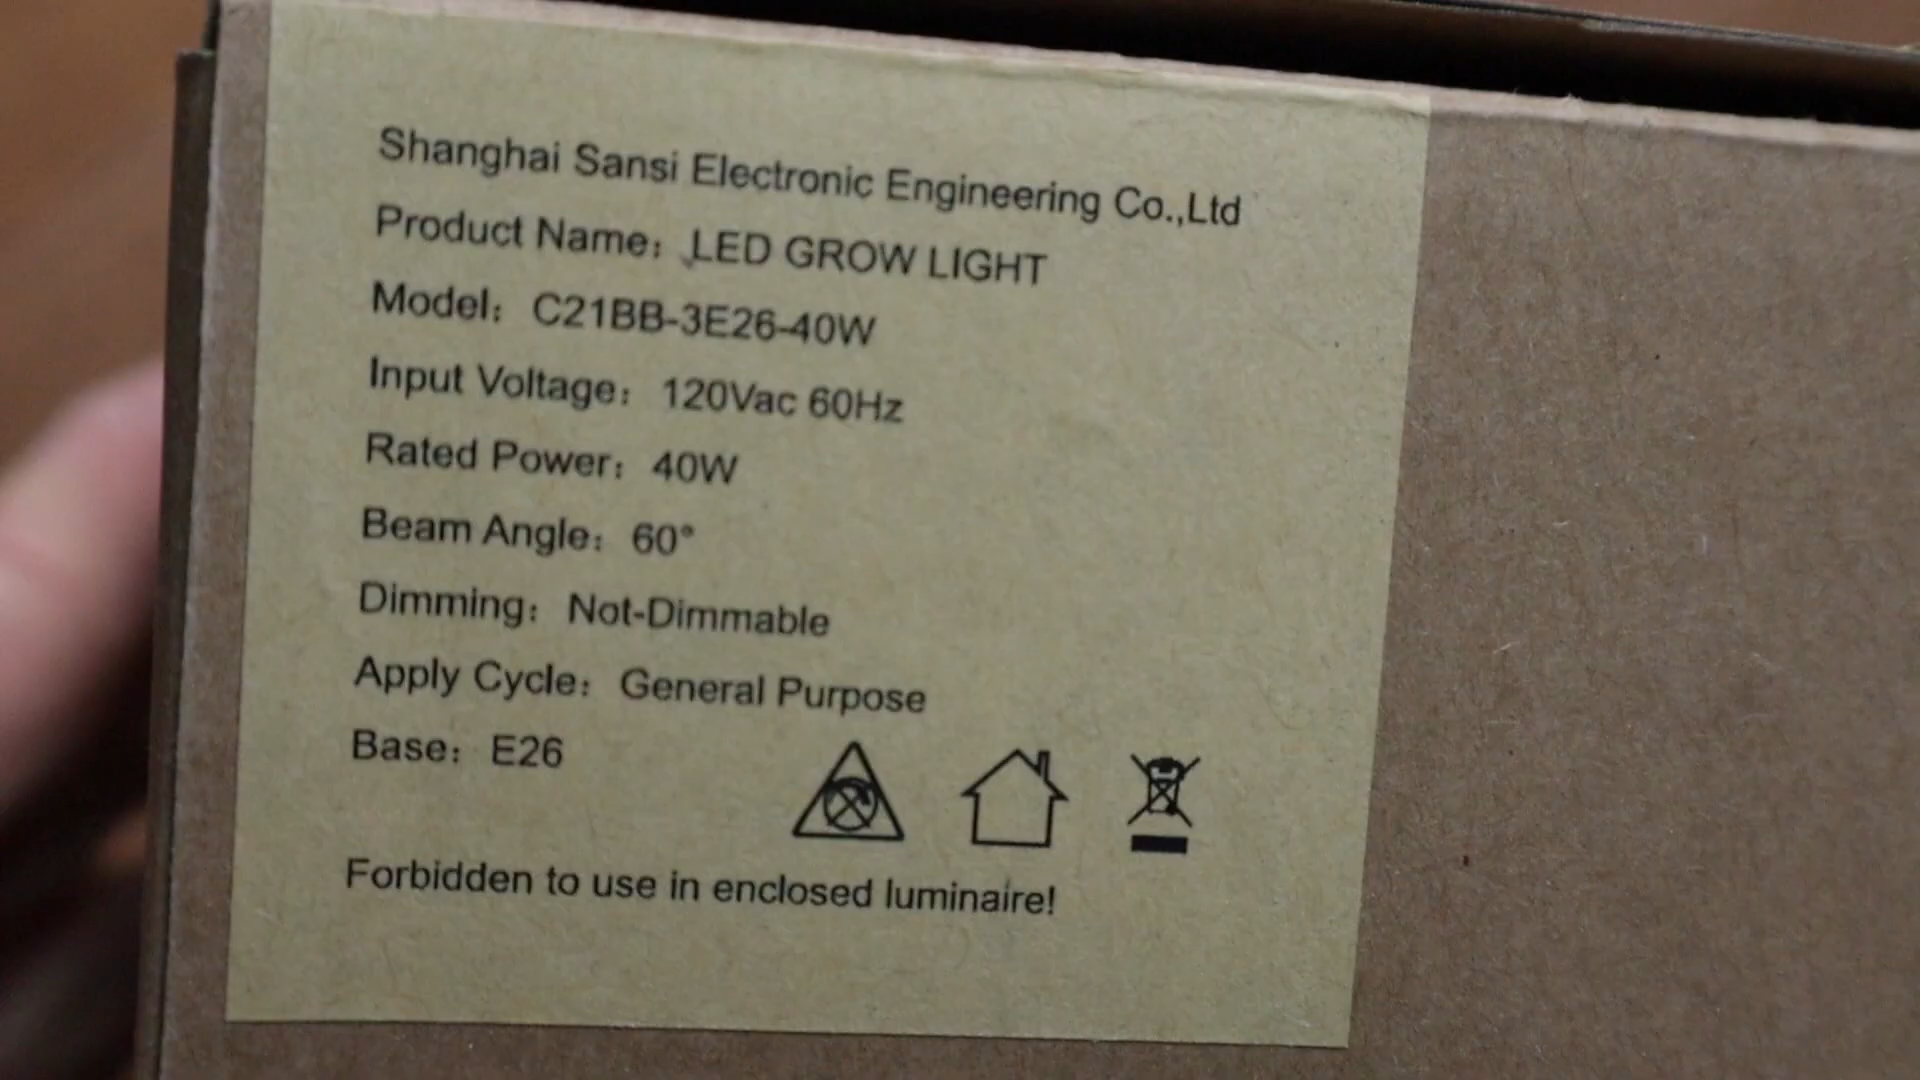 Shanghai Sansi Electronic Engineering Co.,Ltd
Product Name: LED GROW LIGHT
Model: C21BB-3E26-40W
Input Voltage: 120Vac 60Hz
Rated Power: 40W
Beam Angle: 60°
Dimming: Not-Dimmable
Apply Cycle: General Purpose
Base: E26
Forbidden to use in enclosed luminaire!